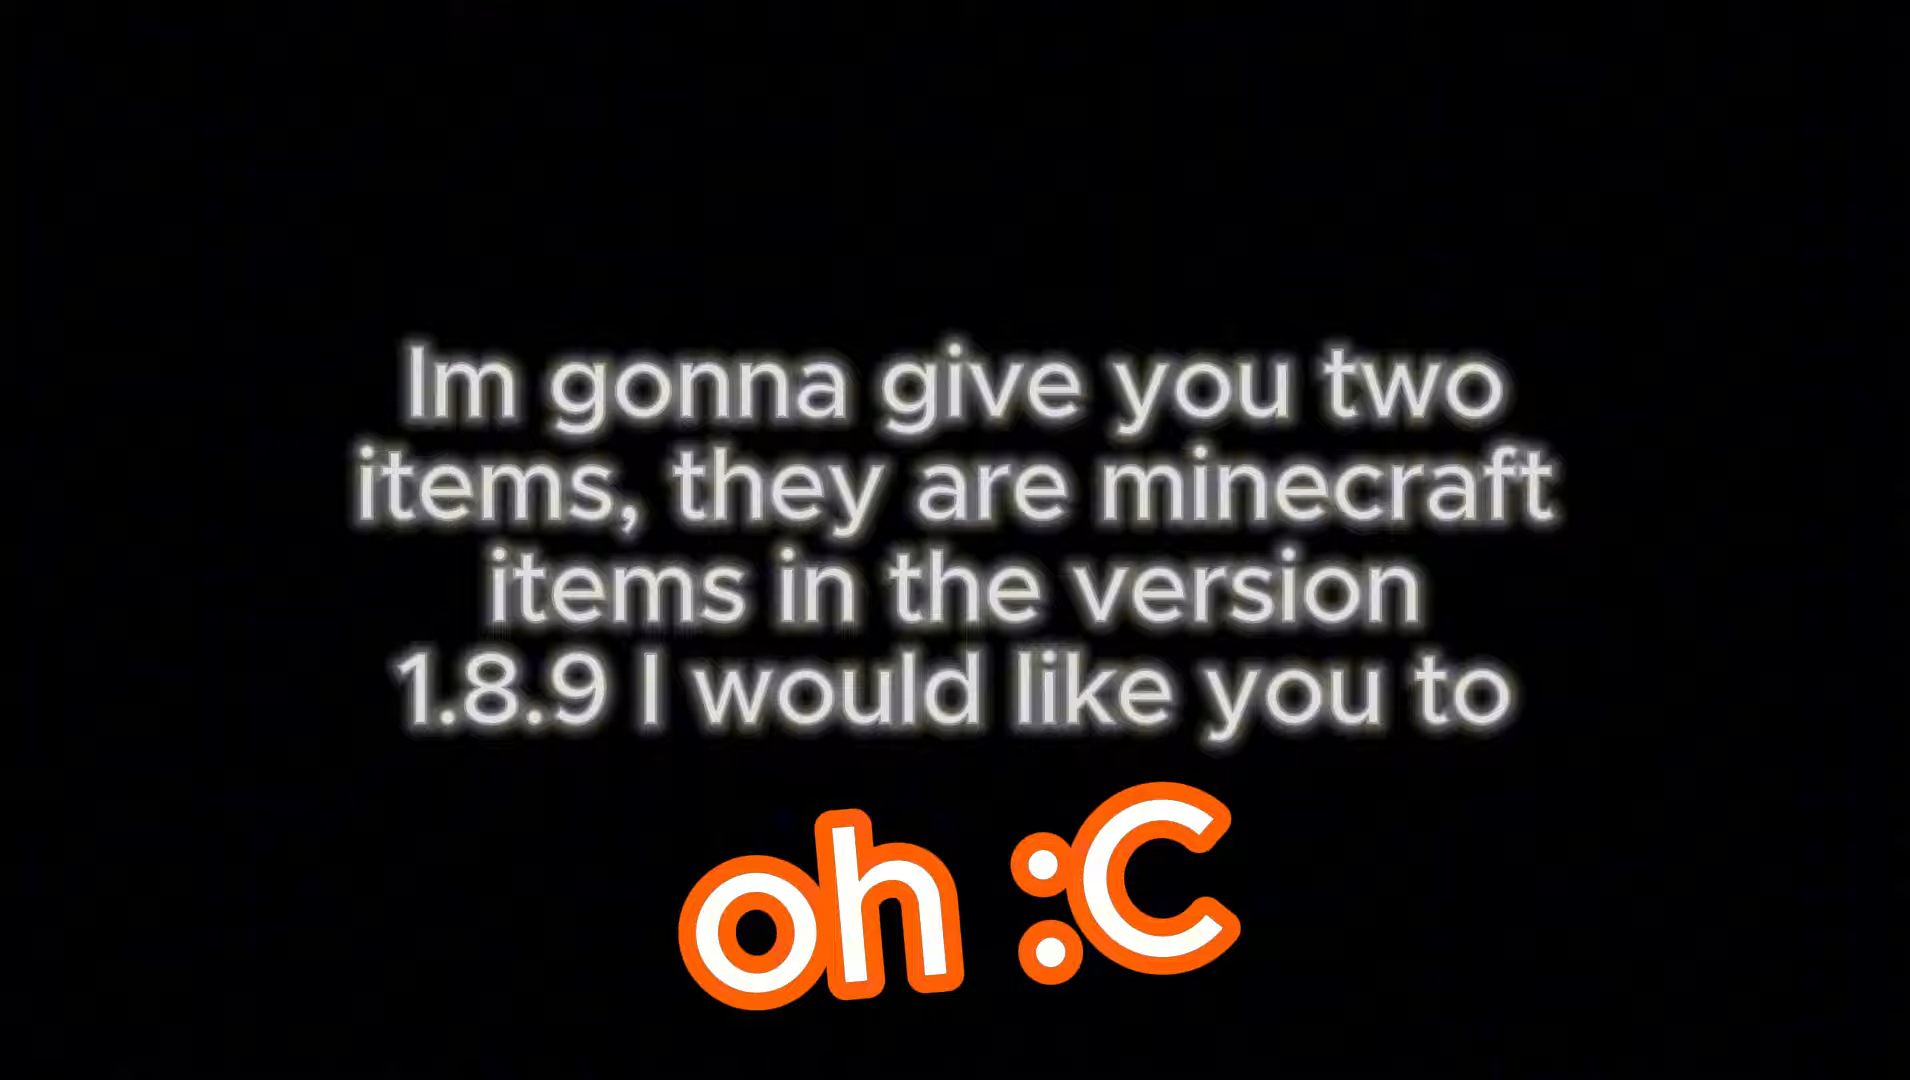 Im gonna give you two
items, they are minecraft
items in the version
1.8.9 I would like you to
oh :C